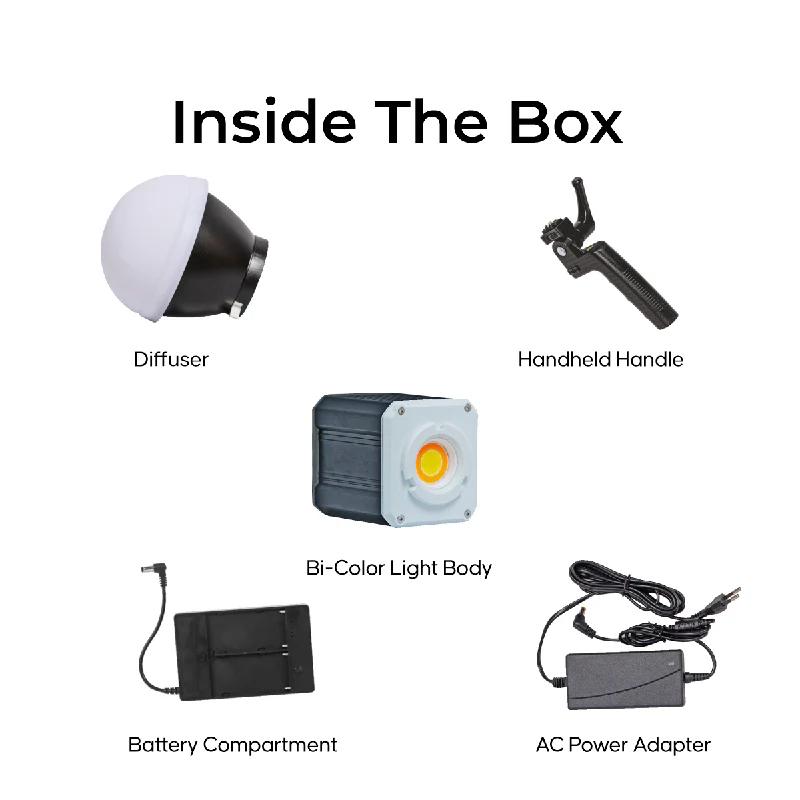 Inside The Box
Diffuser
Handheld Handle
Bi-Color Light Body
Battery Compartment
AC Power Adapter